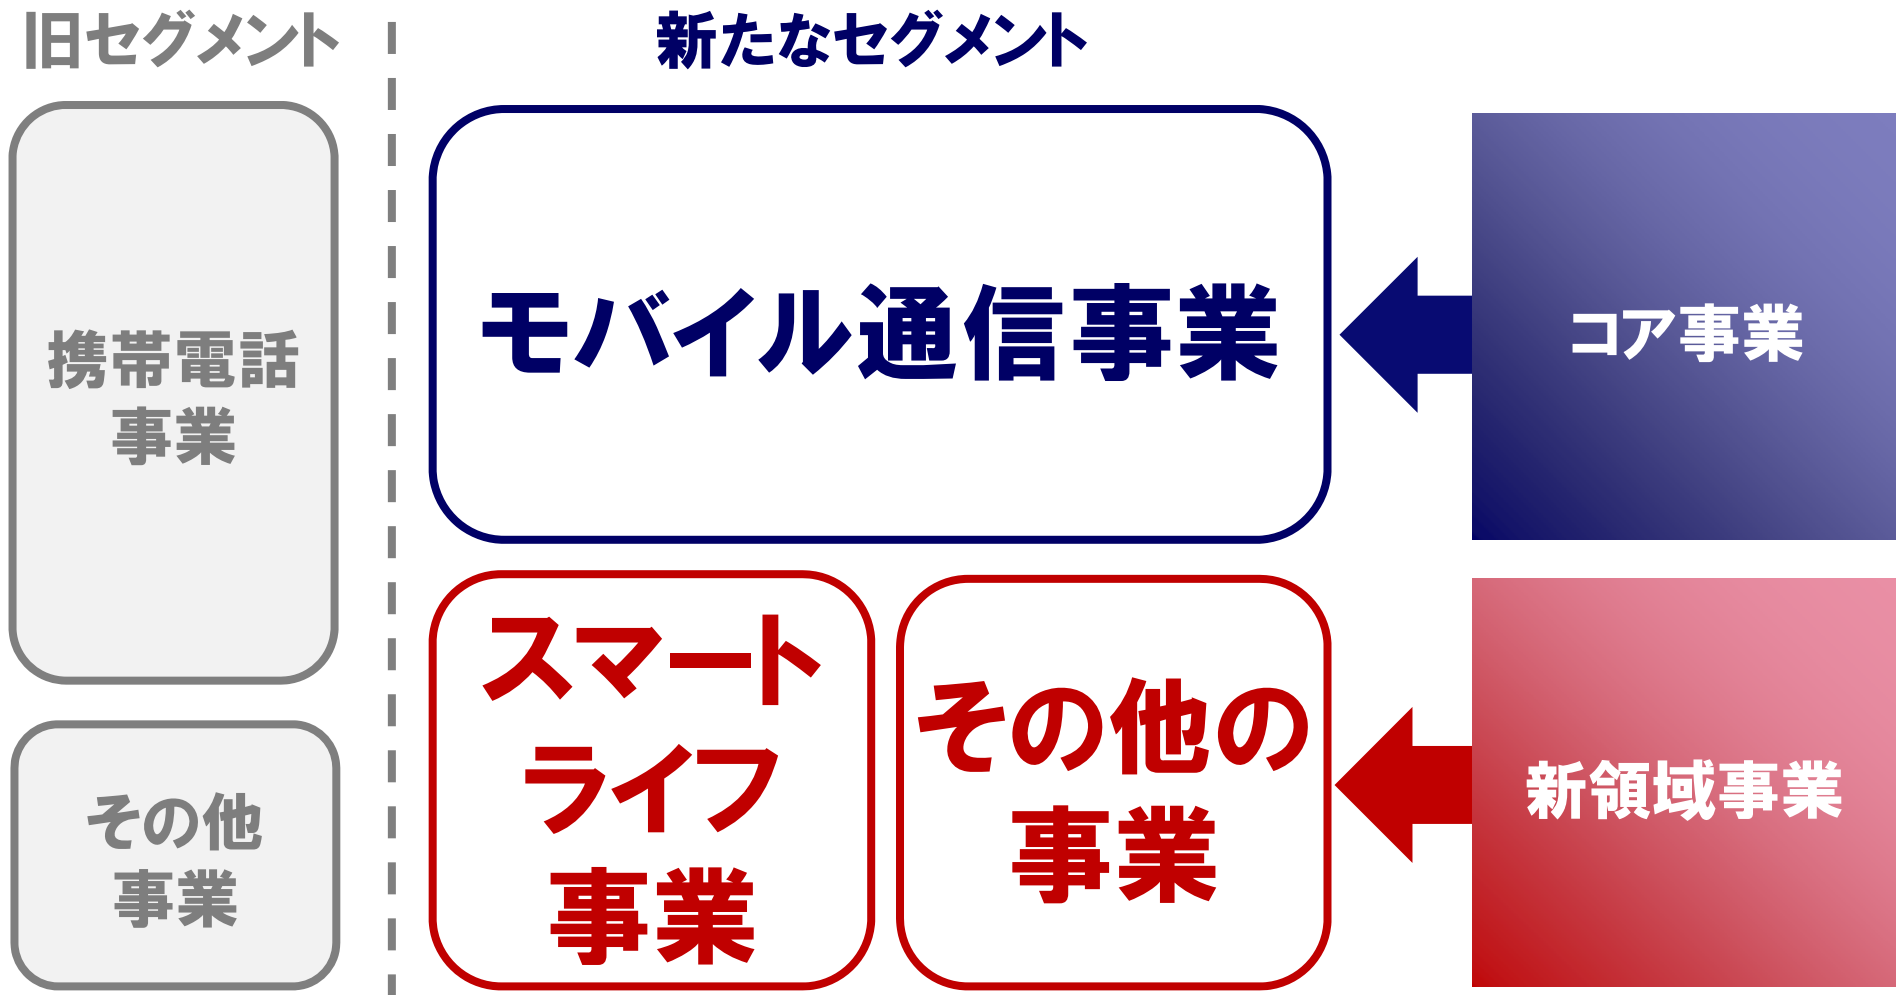 旧セグメント
携帯電話
事業
その他
事業
新たなセグメント
モバイル通信事業
スマート
ライフ
事業
その他の
事業
コア事業
新領域事業